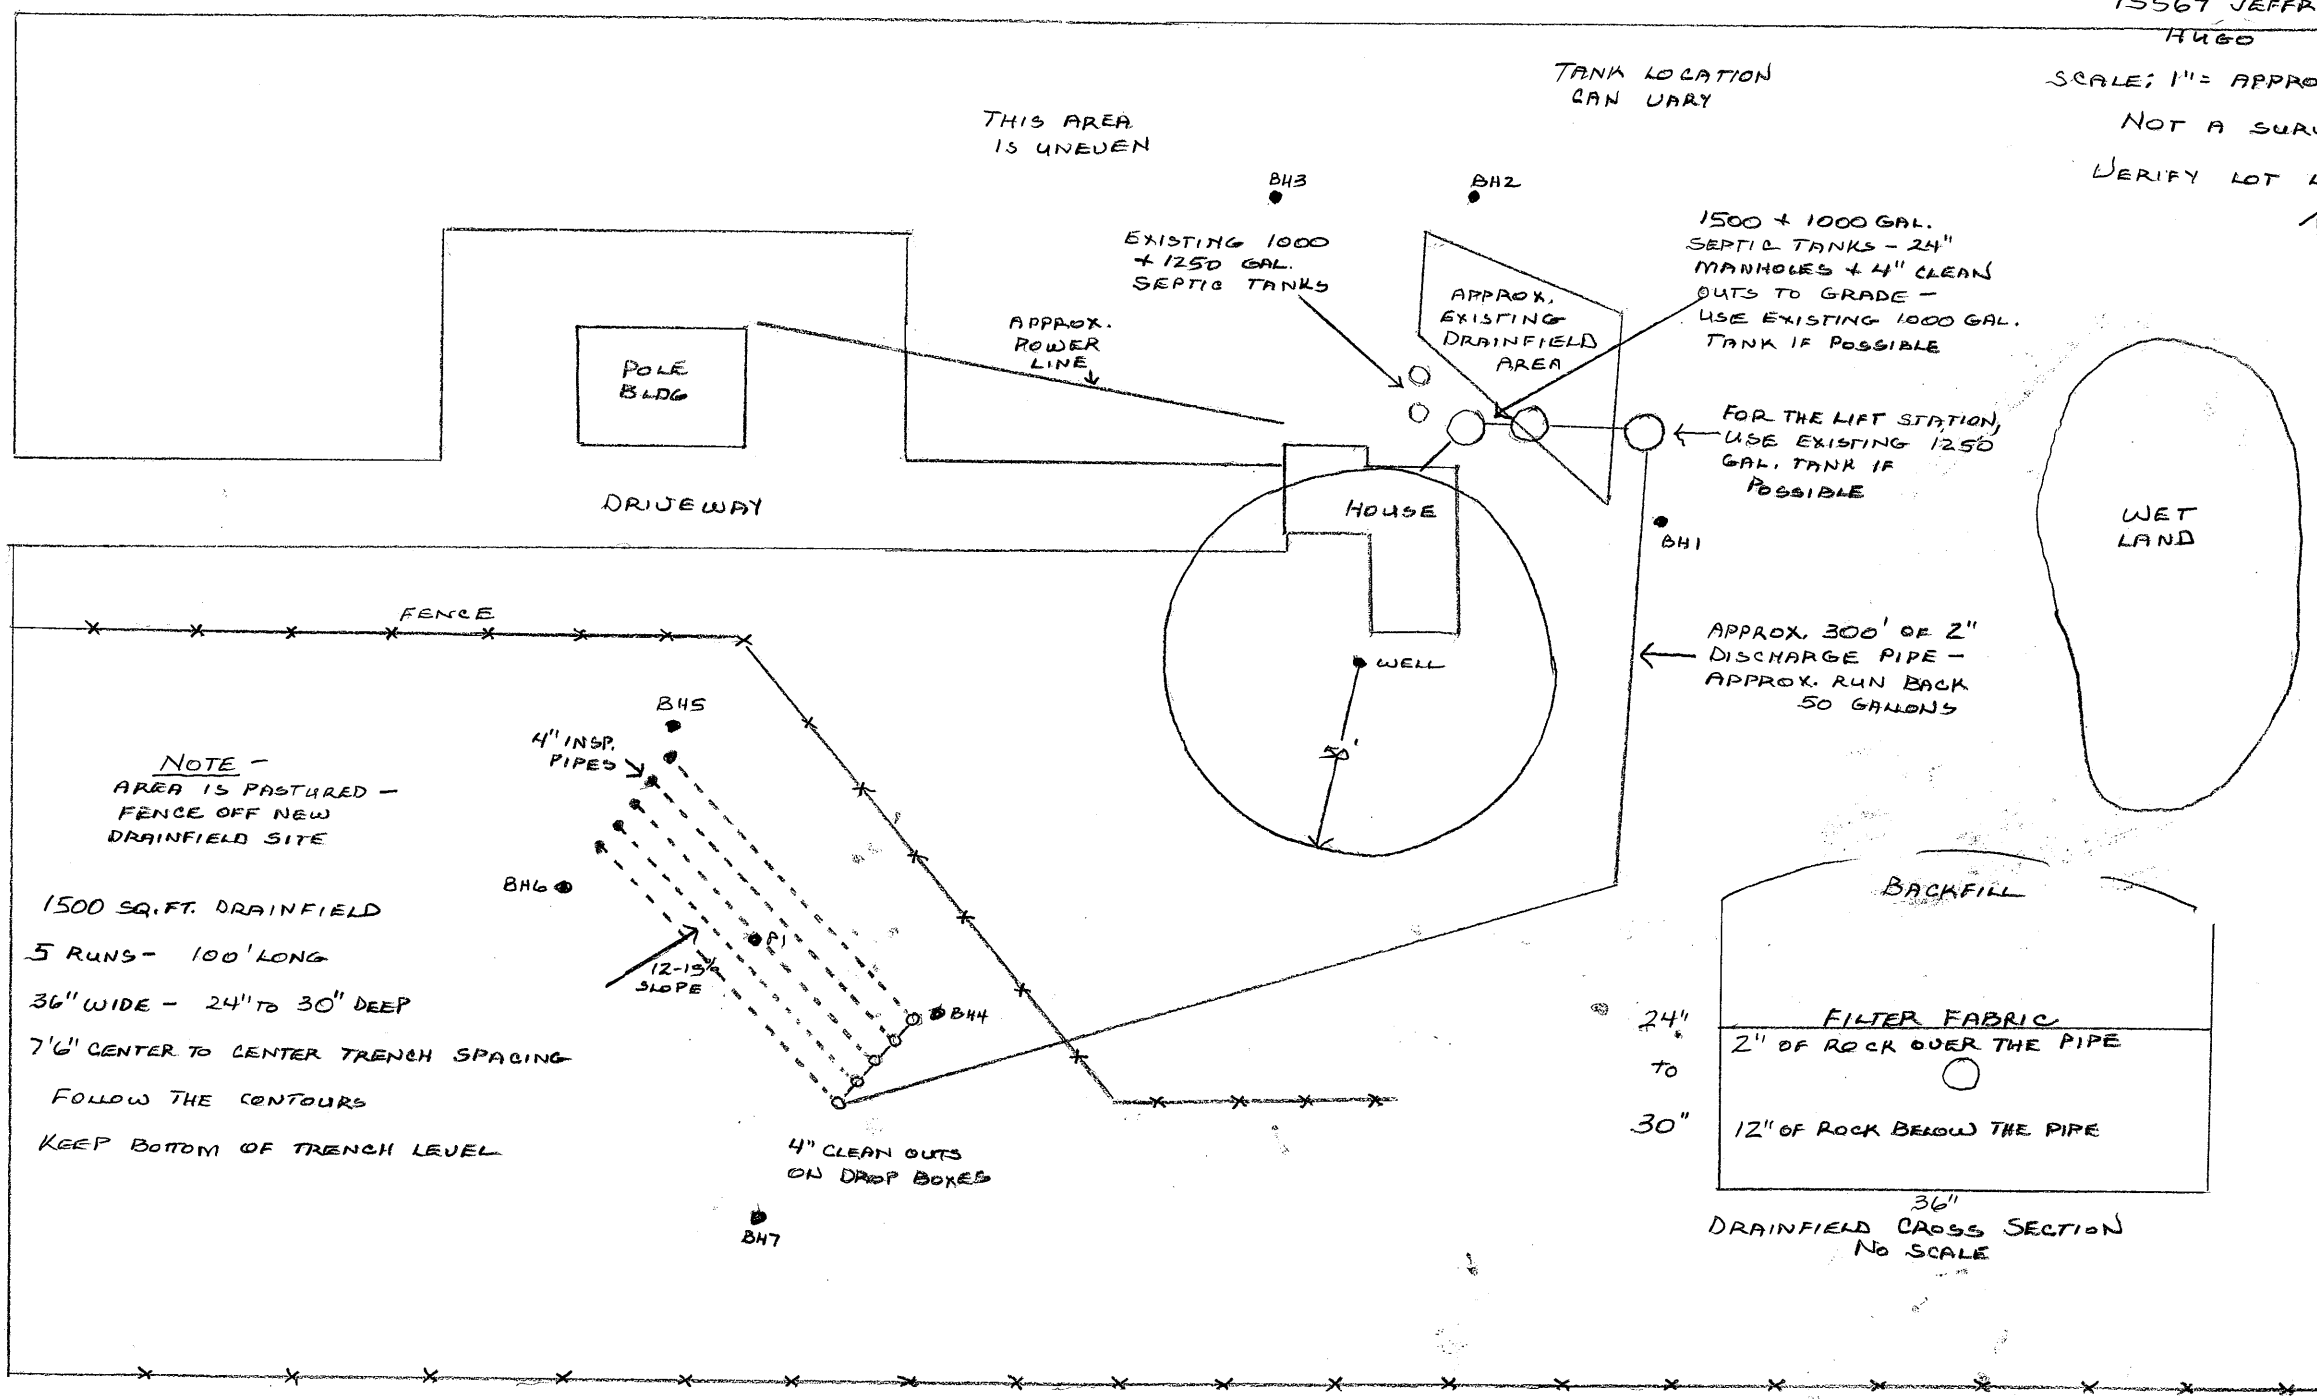 15567 JEFFR
HUGO
SCALE: 1"= APPRO
NOT A SURV
VERIFY LOT L
TANK LOCATION
CAN VARY
THIS AREA
IS UNEVEN
BH3
BH2
EXISTING 1000
+ 1250 GAL.
SEPTIC TANKS
1500 + 1000 GAL.
SEPTIC TANKS - 24"
MANHOLES + 4" CLEAN
OUTS TO GRADE -
USE EXISTING 1000 GAL.
TANK IF POSSIBLE
APPROX.
EXISTING
DRAINFIELD
AREA
APPROX.
POWER
LINE
POLE
BLDG
FOR THE LIFT STATION,
USE EXISTING 1250
GAL. TANK IF
POSSIBLE
DRIVEWAY
HOUSE
WET
LAND
BH1
FENCE
WELL
APPROX. 300' OF 2"
DISCHARGE PIPE -
APPROX. RUN BACK
50 GALLONS
50'
BH5
4" INSP.
PIPES
NOTE -
AREA IS PASTURED -
FENCE OFF NEW
DRAINFIELD SITE
BH6
1500 SQ.FT. DRAINFIELD
5 RUNS - 100' LONG
36" WIDE - 24" TO 30" DEEP
7'6" CENTER TO CENTER TRENCH SPACING
FOLLOW THE CONTOURS
KEEP BOTTOM OF TRENCH LEVEL
P1
12-13%
SLOPE
BH4
4" CLEAN OUTS
ON DROP BOXES
BH7
BACKFILL
24"
TO
30"
FILTER FABRIC
2" OF ROCK OVER THE PIPE
12" OF ROCK BELOW THE PIPE
36"
DRAINFIELD CROSS SECTION
NO SCALE